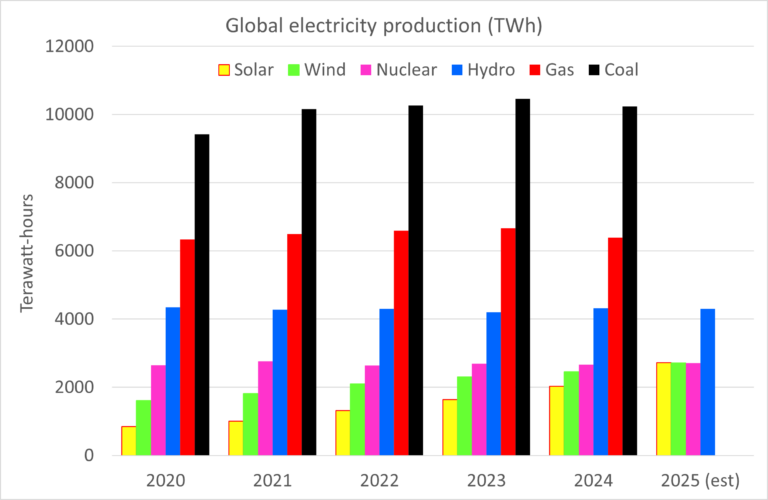 Global electricity production (TWh)
12000
Solar Wind Nuclear Hydro Gas Coal
10000
8000
6000
4000
2000
0
Terawatt-hours
2020 2021 2022 2023 2024 2025 (est)